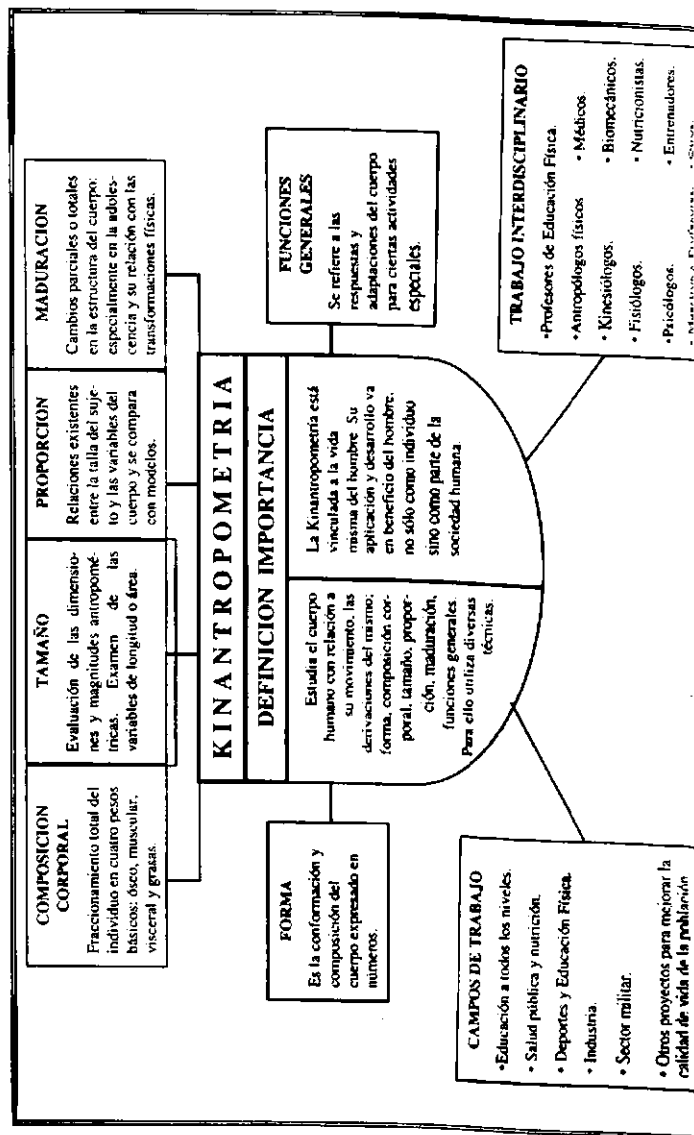 COMPOSICION
CORPORAL
Fraccionamiento total del
individuo en cuatro pesos
básicos: óseo, muscular,
visceral y grasas.
TAMAÑO
Evaluación de las dimensio-
nes y magnitudes antropomé-
tricas. Examen de las
variables de longitud o área.
PROPORCION
Relaciones existentes
entre la talla del suje-
to y las variables del
cuerpo y se compara
con modelos.
MADURACION
Cambios parciales o totales
en la estructura del cuerpo:
especialmente en la adoles-
cencia y su relación con las
transformaciones físicas.
FORMA
Es la conformación y
composición del
cuerpo expresado en
números.
KINANTROPOMETRIA
DEFINICION IMPORTANCIA
Estudia el cuerpo
humano con relación a
su movimiento, las
derivaciones del mismo;
forma, composición cor-
poral, tamaño, propor-
ción, maduración,
funciones generales.
Para ello utiliza diversas
técnicas.
La Kinantropometría está
vinculada a la vida
misma del hombre Su
aplicación y desarrollo va
en beneficio del hombre,
no sólo como individuo
sino como parte de la
sociedad humana.
FUNCIONES
GENERALES
Se refiere a las
respuestas y
adaptaciones del cuerpo
para ciertas actividades
especiales.
CAMPOS DE TRABAJO
•Educación a todos los niveles.
• Salud pública y nutrición.
• Deportes y Educación Física.
• Industria.
• Sector militar.
• Otros proyectos para mejorar la
calidad de vida de la población
TRABAJO INTERDISCIPLINARIO
•Profesores de Educación Física.
•Antropólogos físicos • Médicos.
• Kinesiólogos. • Biomecánicos.
• Fisiólogos. • Nutricionistas.
•Psicólogos. • Entrenadores.